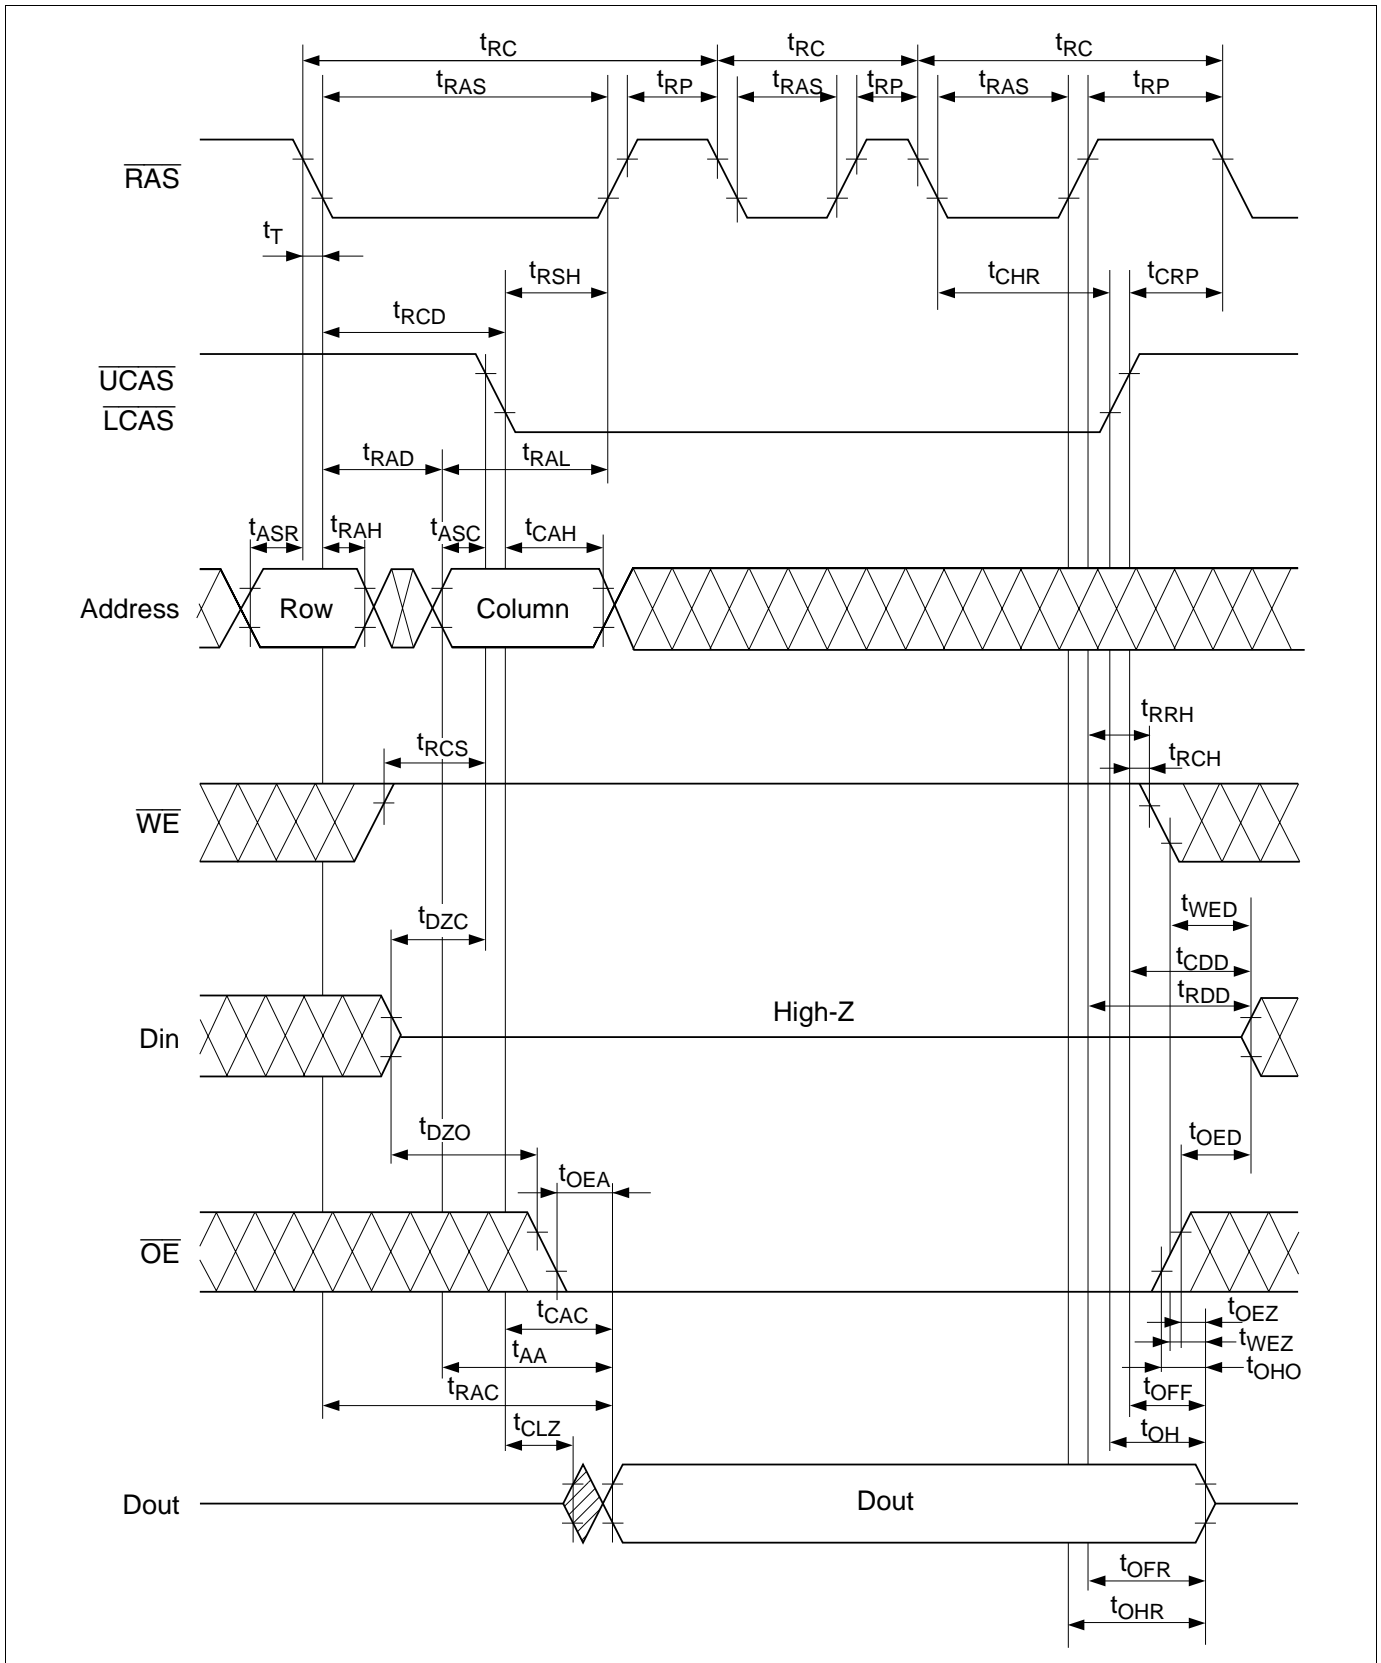 tRC tRC tRC
tRAS tRP tRAS tRP tRAS tRP
RAS
tT
tRSH tCHR tCRP
tRCD
UCAS
LCAS
tRAD tRAL
tASR tRAH tASC tCAH
Address Row Column
tRRH
tRCS tRCH
WE
tDZC tWED
tCDD
tRDD
High-Z
Din
tDZO tOED
tOEA
OE
tCAC tOEZ
tAA tWEZ
tRAC tOHO
tOFF
tCLZ tOH
Dout Dout
tOFR
tOHR